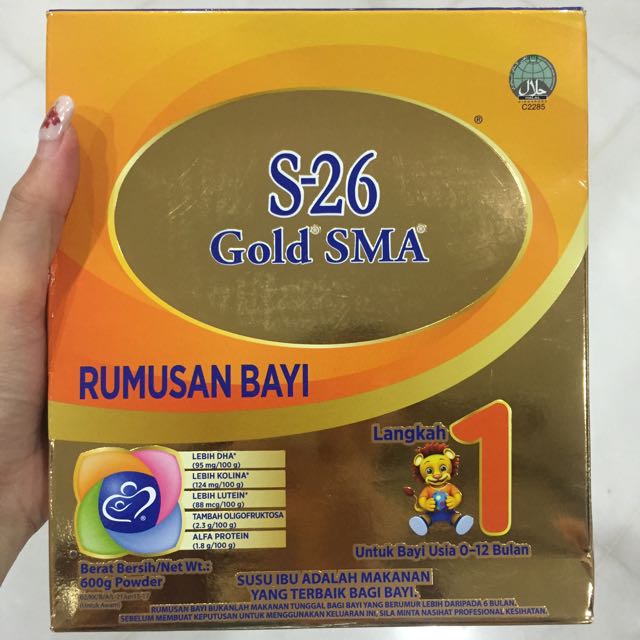 حلال
SINGAPORE
C2285
®
S-26
Gold® SMA®
RUMUSAN BAYI
Langkah 1
LEBIH DHA*
(95 mg/100 g)
LEBIH KOLINA*
(124 mg/100 g)
LEBIH LUTEIN*
(88 mcg/100 g)
TAMBAH OLIGOFRUKTOSA
(2.3 g/100 g)
ALFA PROTEIN
(1.8 g/100 g)
Untuk Bayi Usia 0-12 Bulan
Berat Bersih/Net Wt.:
600g Powder
(Untuk Awam)
SUSU IBU ADALAH MAKANAN
YANG TERBAIK BAGI BAYI.
RUMUSAN BAYI BUKANLAH MAKANAN TUNGGAL BAGI BAYI YANG BERUMUR LEBIH DARIPADA 6 BULAN.
SEBELUM MEMBUAT KEPUTUSAN UNTUK MENGGUNAKAN KELUARAN INI, SILA MINTA NASIHAT PROFESIONAL KESIHATAN.